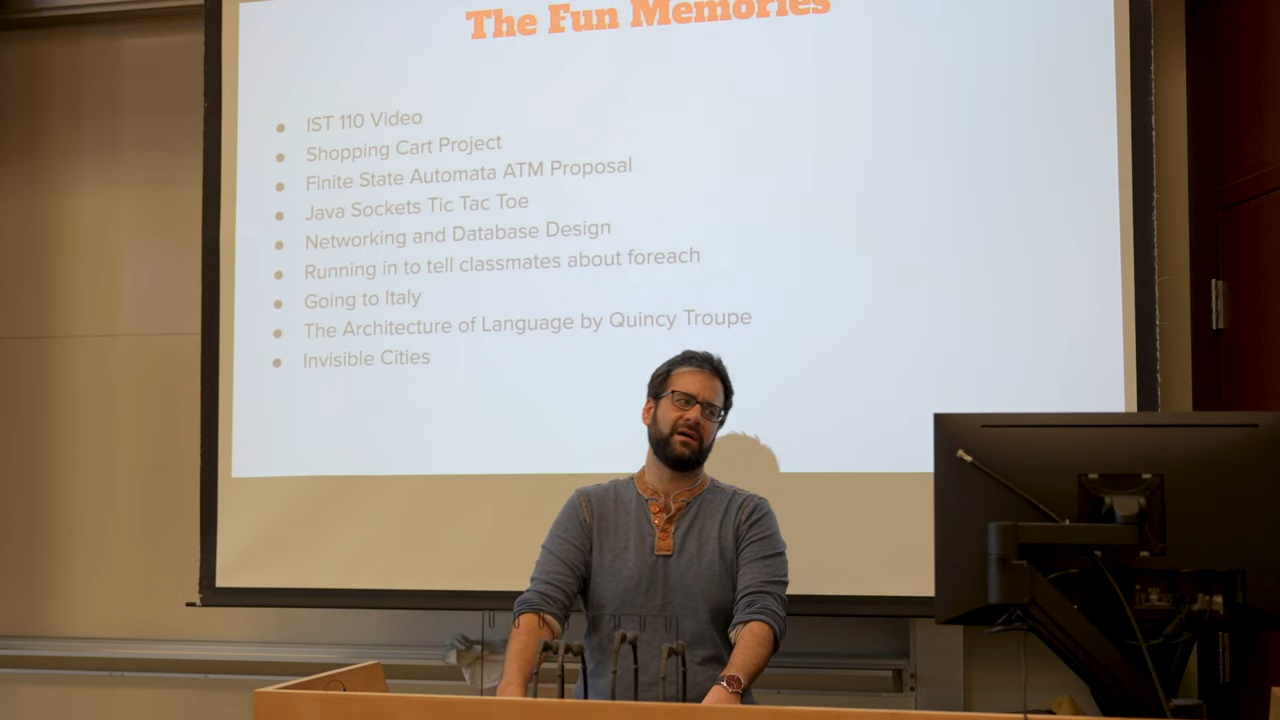 The Fun Memories
IST 110 Video
Shopping Cart Project
Finite State Automata ATM Proposal
Java Sockets Tic Tac Toe
Networking and Database Design
Running in to tell classmates about foreach
Going to Italy
The Architecture of Language by Quincy Troupe
Invisible Cities